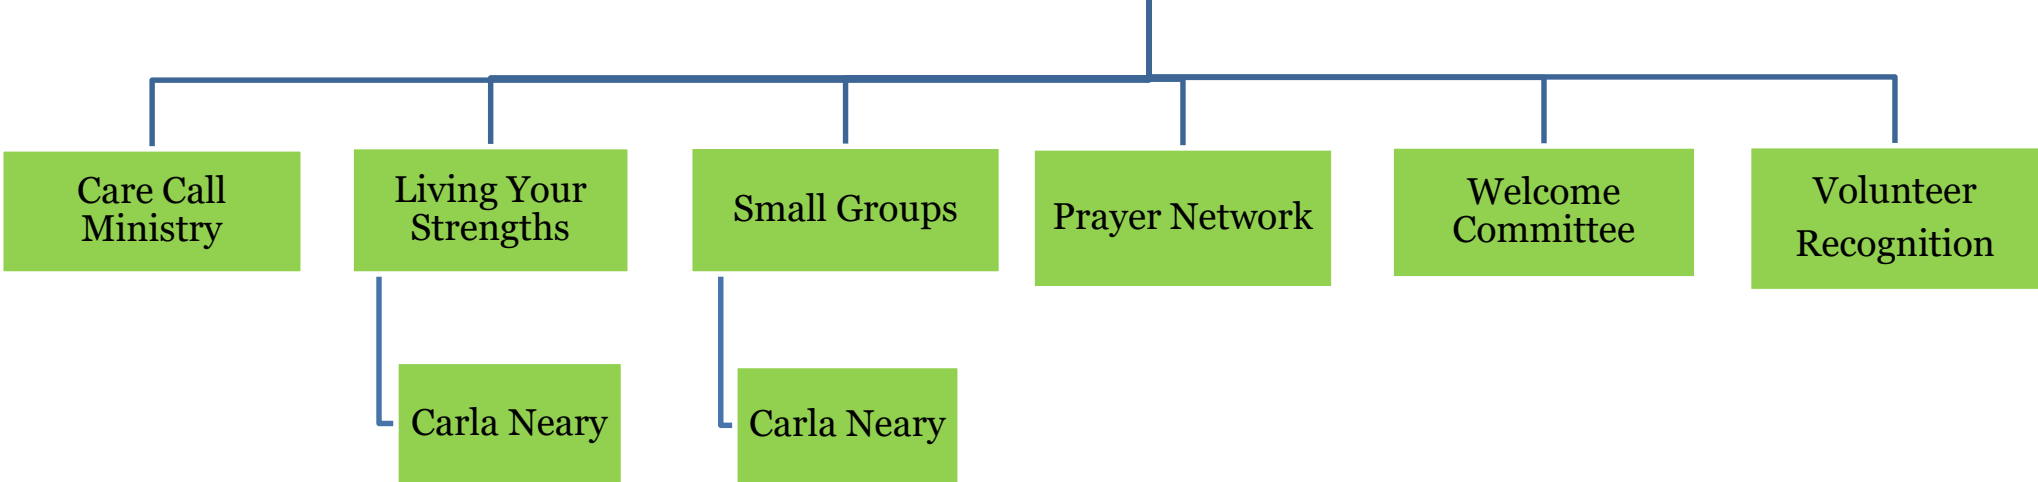 Care Call
Ministry
Living Your
Strengths
Small Groups
Prayer Network
Welcome
Committee
Volunteer
Recognition
Carla Neary
Carla Neary